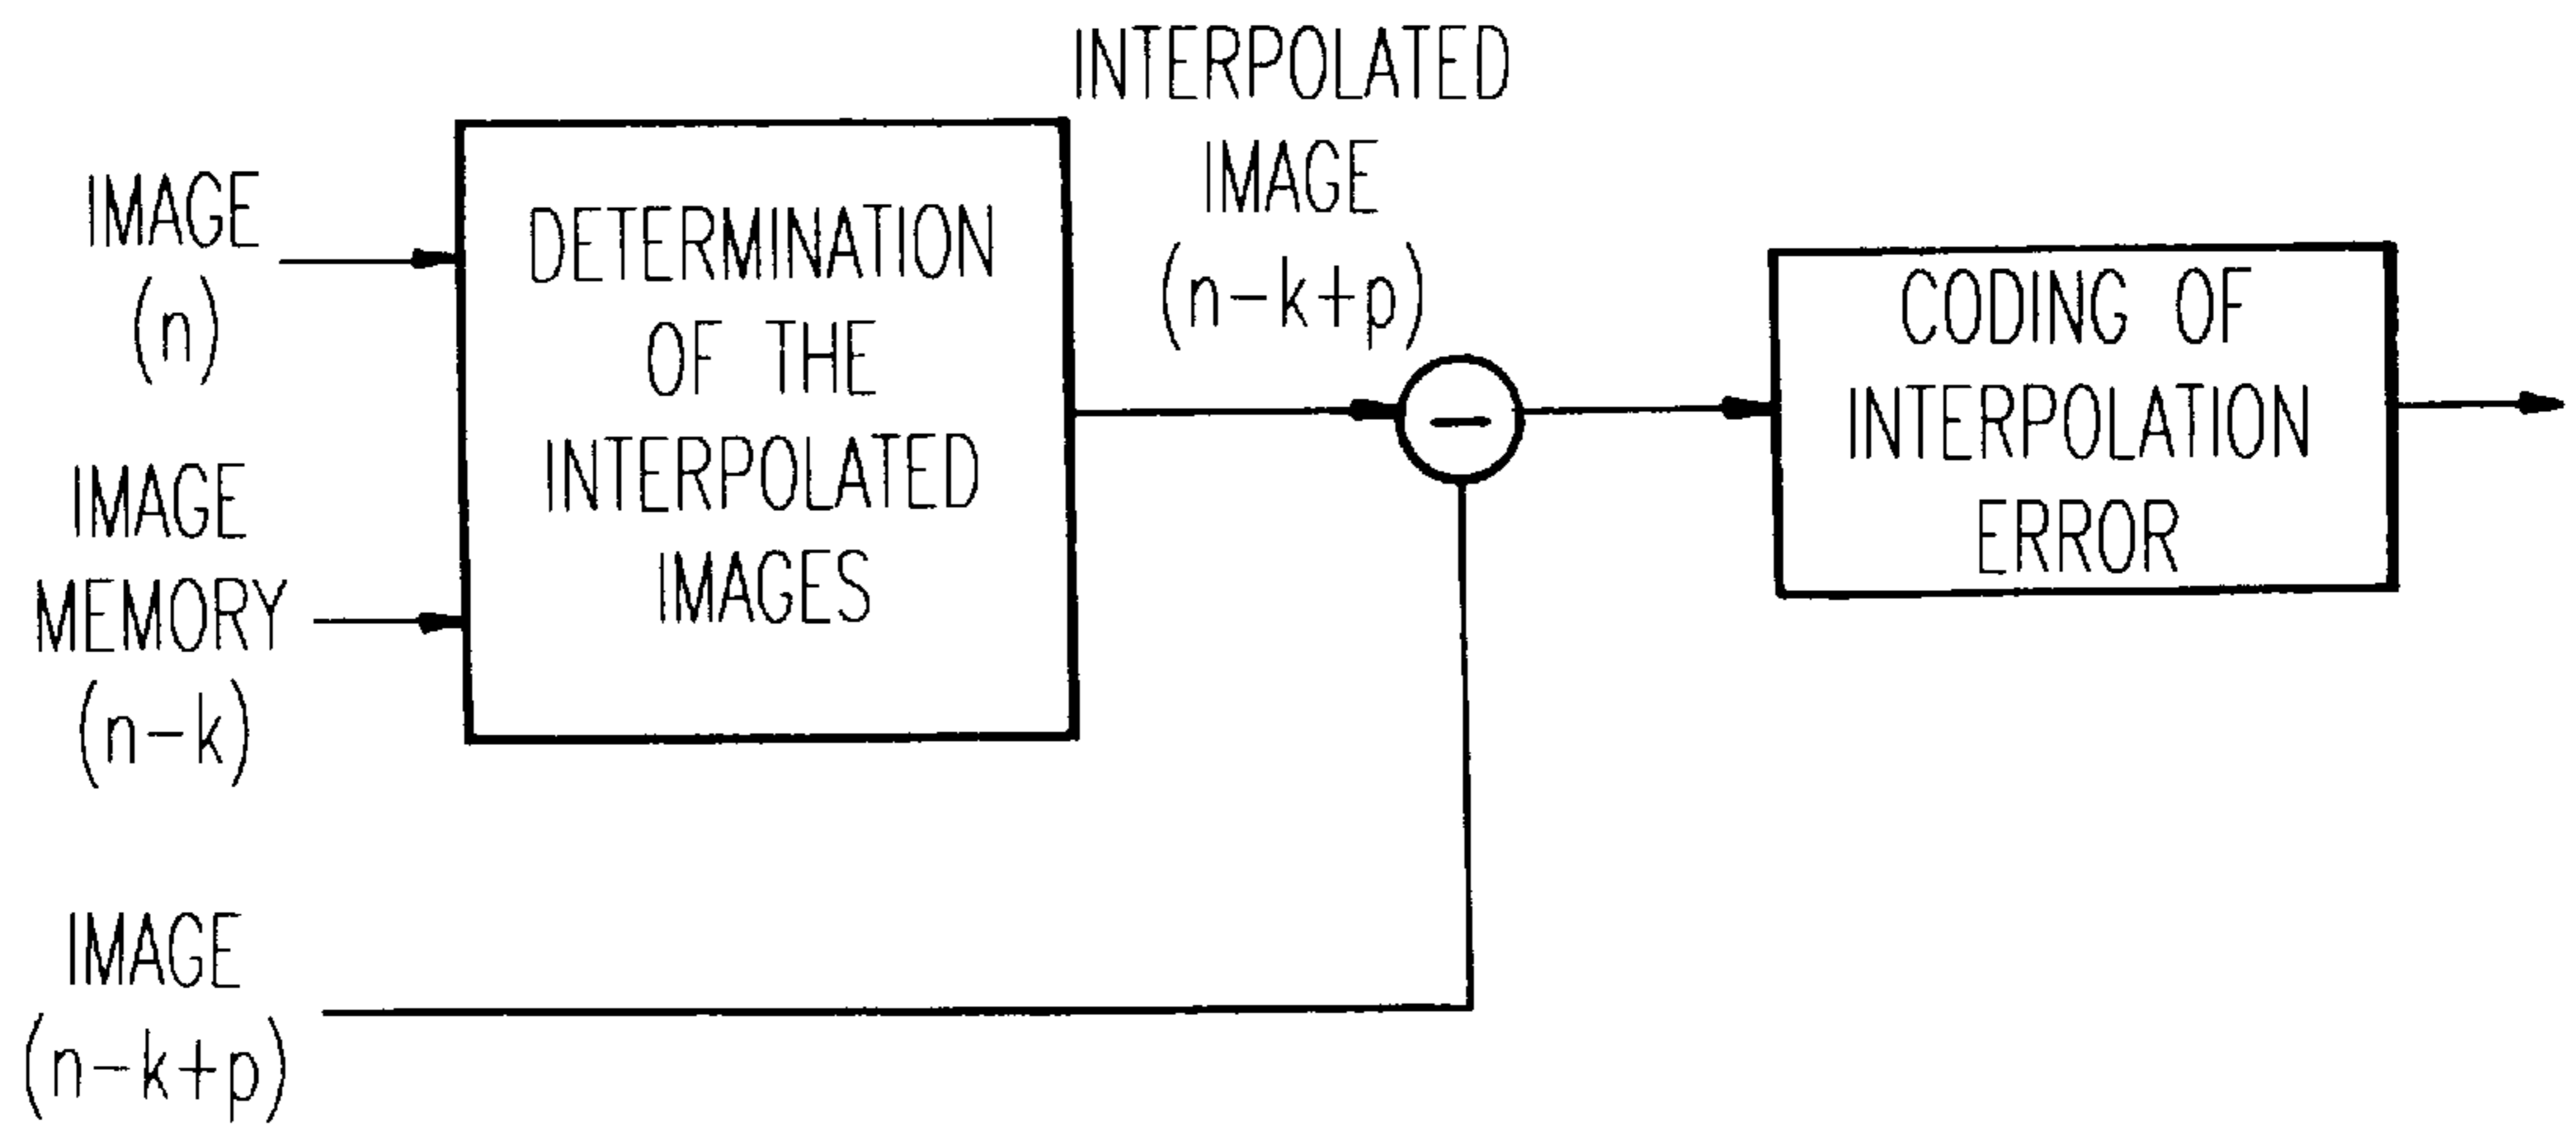 IMAGE
(n)
IMAGE
MEMORY
(n-k)
IMAGE
(n-k+p)
DETERMINATION
OF THE
INTERPOLATED
IMAGES
INTERPOLATED
IMAGE
(n-k+p)
−
CODING OF
INTERPOLATION
ERROR